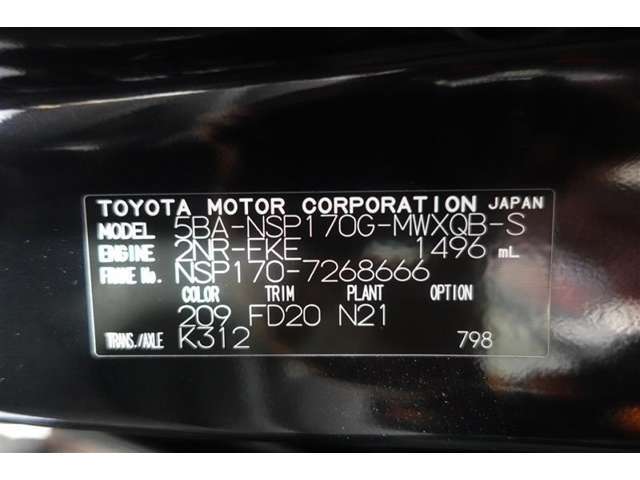 TOYOTA MOTOR CORPORATION JAPAN
MODEL 5BA-NSP170G-MWXQB-S
ENGINE 2NR-EKE 1496 mL
FRAME No. NSP170-7268666
COLOR TRIM PLANT OPTION
209 FD20 N21
TRANS./AXLE K312 798